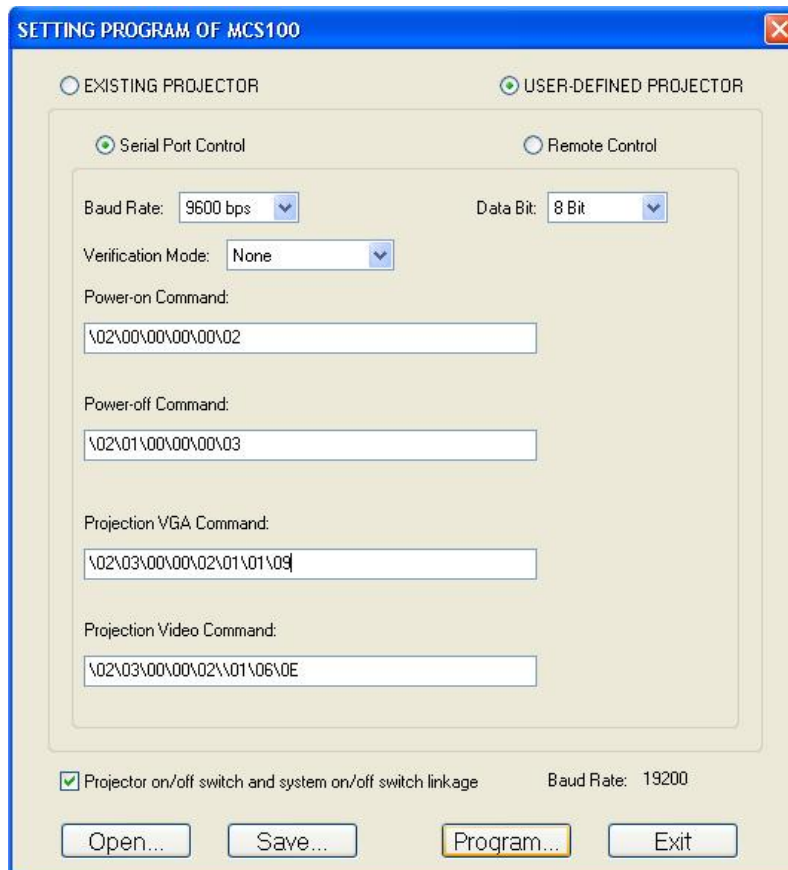 SETTING PROGRAM OF MCS100
EXISTING PROJECTOR USER-DEFINED PROJECTOR
Serial Port Control Remote Control
Baud Rate: 9600 bps Data Bit: 8 Bit
Verification Mode: None
Power-on Command:
\02\00\00\00\00\02
Power-off Command:
\02\01\00\00\00\03
Projection VGA Command:
\02\03\00\00\02\01\01\09
Projection Video Command:
\02\03\00\00\02\\01\06\0E
Projector on/off switch and system on/off switch linkage Baud Rate: 19200
Open... Save... Program... Exit